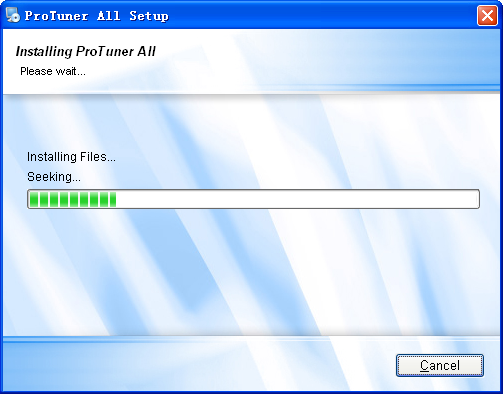 ProTuner All Setup
Installing ProTuner All
Please wait...
Installing Files...
Seeking...
Cancel